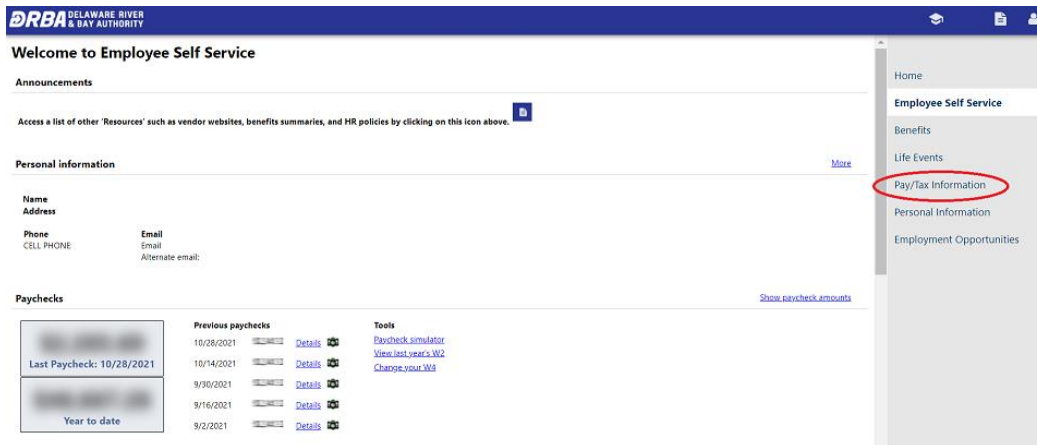 DRBA DELAWARE RIVER
& BAY AUTHORITY
Welcome to Employee Self Service
Announcements
Access a list of other 'Resources' such as vendor websites, benefits summaries, and HR policies by clicking on this icon above.
Personal information More
Name
Address
Phone Email
CELL PHONE Email
Alternate email:
Paychecks Show paycheck amounts
Last Paycheck: 10/28/2021
Year to date
Previous paychecks
10/28/2021 Details
10/14/2021 Details
9/30/2021 Details
9/16/2021 Details
9/2/2021 Details
Tools
Paycheck simulator
View last year's W2
Change your W4
Home
Employee Self Service
Benefits
Life Events
Pay/Tax Information
Personal Information
Employment Opportunities